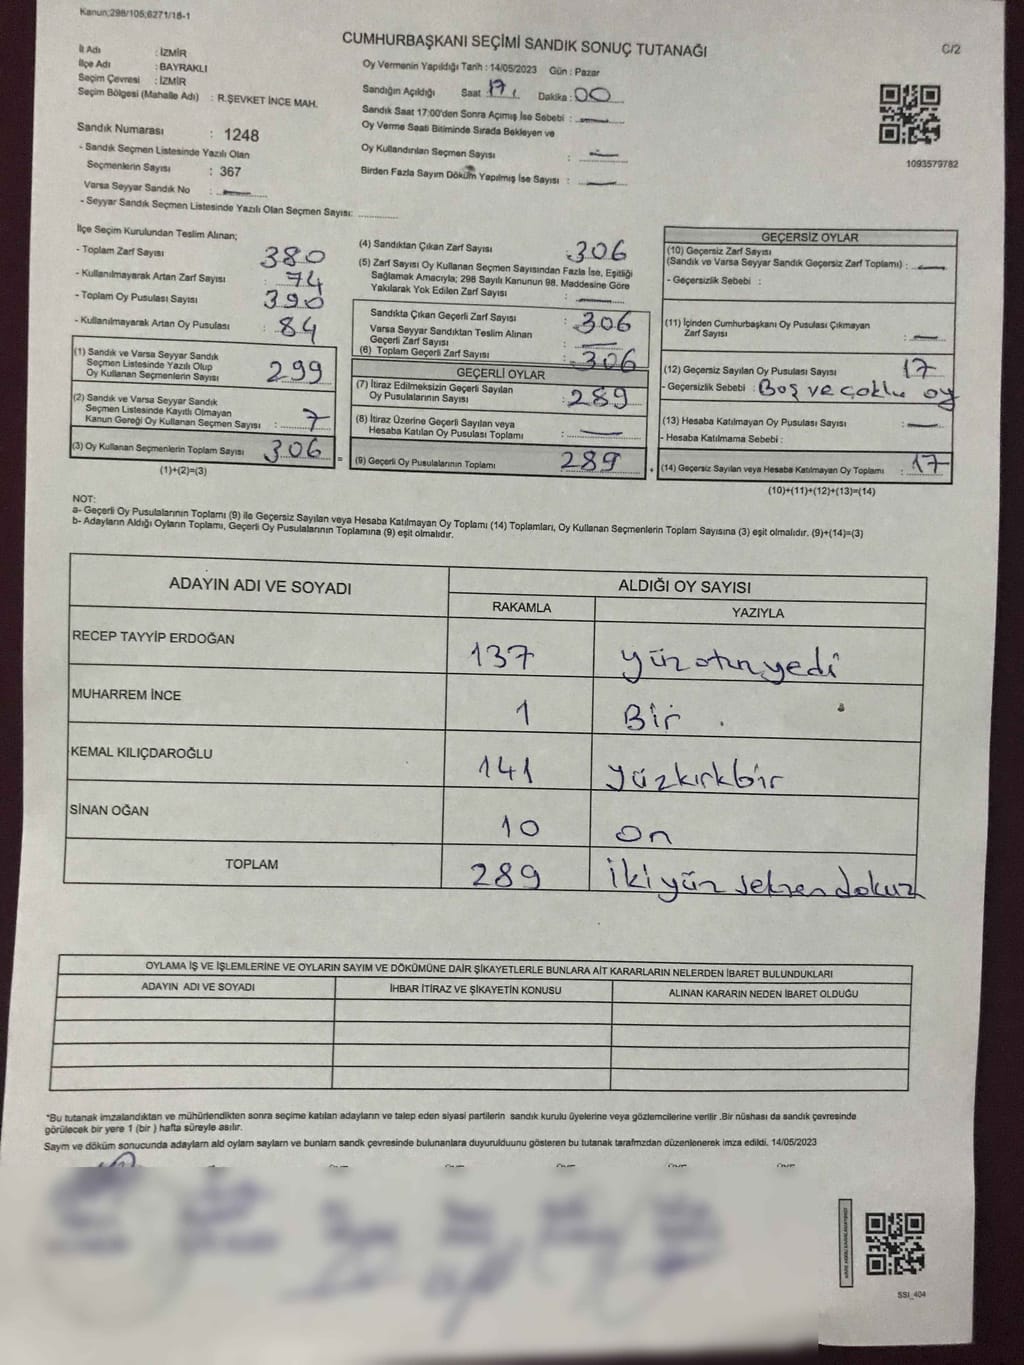 Kanun;298/105;6271/18-1
CUMHURBAŞKANI SEÇİMİ SANDIK SONUÇ TUTANAĞI
C/2
İl Adı : İZMİR
İlçe Adı : BAYRAKLI
Seçim Çevresi : İZMİR
Seçim Bölgesi (Mahalle Adı) : R.ŞEVKET İNCE MAH.
Sandık Numarası : 1248
- Sandık Seçmen Listesinde Yazılı Olan
Seçmenlerin Sayısı : 367
Varsa Seyyar Sandık No :
- Seyyar Sandık Seçmen Listesinde Yazılı Olan Seçmen Sayısı:
Oy Vermenin Yapıldığı Tarih : 14/05/2023 Gün : Pazar
Sandığın Açıldığı Saat 17: Dakika : 00
Sandık Saat 17:00'den Sonra Açımış İse Sebebi : —
Oy Verme Saati Bitiminde Sırada Bekleyen ve
Oy Kullandırılan Seçmen Sayısı : —
Birden Fazla Sayım Döküm Yapılmış İse Sayısı : —
1093579782
İlçe Seçim Kurulundan Teslim Alınan;
- Toplam Zarf Sayısı : 380
- Kullanılmayarak Artan Zarf Sayısı : 74
- Toplam Oy Pusulası Sayısı : 390
- Kullanılmayarak Artan Oy Pusulası : 84
(1) Sandık ve Varsa Seyyar Sandık
Seçmen Listesinde Yazılı Olup
Oy Kullanan Seçmenlerin Sayısı : 299
(2) Sandık ve Varsa Seyyar Sandık
Seçmen Listesinde Kayıtlı Olmayan
Kanun Gereği Oy Kullanan Seçmen Sayısı : 7
(3) Oy Kullanan Seçmenlerin Toplam Sayısı : 306
(1)+(2)=(3)
(4) Sandıktan Çıkan Zarf Sayısı : 306
(5) Zarf Sayısı Oy Kullanan Seçmen Sayısından Fazla İse, Eşitliği
Sağlamak Amacıyla; 298 Sayılı Kanunun 98. Maddesine Göre
Yakılarak Yok Edilen Zarf Sayısı : —
Sandıkta Çıkan Geçerli Zarf Sayısı : 306
Varsa Seyyar Sandıktan Teslim Alınan
Geçerli Zarf Sayısı : —
(6) Toplam Geçerli Zarf Sayısı : 306
GEÇERLİ OYLAR
(7) İtiraz Edilmeksizin Geçerli Sayılan
Oy Pusulalarının Sayısı : 289
(8) İtiraz Üzerine Geçerli Sayılan ve
Hesaba Katılan Oy Pusulası Toplamı : —
(9) Geçerli Oy Pusulalarının Toplamı : 289
GEÇERSİZ OYLAR
(10) Geçersiz Zarf Sayısı
(Sandık ve Varsa Seyyar Sandık Geçersiz Zarf Toplamı) : —
- Geçersizlik Sebebi :
(11) İçinden Cumhurbaşkanı Oy Pusulası Çıkmayan
Zarf Sayısı : —
(12) Geçersiz Sayılan Oy Pusulası Sayısı : 17
- Geçersizlik Sebebi : Boş ve çoklu oy
(13) Hesaba Katılmayan Oy Pusulası Sayısı : —
- Hesaba Katılmama Sebebi :
(14) Geçersiz Sayılan veya Hesaba Katılmayan Oy Toplamı : 17
(10)+(11)+(12)+(13)=(14)
NOT:
a- Geçerli Oy Pusulalarının Toplamı (9) ile Geçersiz Sayılan veya Hesaba Katılmayan Oy Toplamı (14) Toplamları, Oy Kullanan Seçmenlerin Toplam Sayısına (3) eşit olmalıdır. (9)+(14)=(3)
b- Adayların Aldığı Oyların Toplamı, Geçerli Oy Pusulalarının Toplamına (9) eşit olmalıdır.
ADAYIN ADI VE SOYADI ALDIĞI OY SAYISI
RAKAMLA YAZIYLA
RECEP TAYYİP ERDOĞAN 137 yüz otuz yedi
MUHARREM İNCE 1 Bir
KEMAL KILIÇDAROĞLU 141 yüzkırkbir
SİNAN OĞAN 10 on
TOPLAM 289 iki yüz seksen dokuz
OYLAMA İŞ VE İŞLEMLERİNE VE OYLARIN SAYIM VE DÖKÜMÜNE DAİR ŞİKAYETLERLE BUNLARA AİT KARARLARIN NELERDEN İBARET BULUNDUKLARI
ADAYIN ADI VE SOYADI İHBAR İTİRAZ VE ŞİKAYETİN KONUSU ALINAN KARARIN NEDEN İBARET OLDUĞU
*Bu tutanak imzalandıktan ve mühürlendikten sonra seçime katılan adayların ve talep eden siyasi partilerin sandık kurulu üyelerine veya gözlemcilerine verilir .Bir nüshası da sandık çevresinde
görülecek bir yere 1 (bir ) hafta süreyle asılır.
Sayım ve döküm sonucunda adayların ald oyların sayıları ve bunların sandk çevresinde bulunanlara duyurulduunu gösteren bu tutanak tarafmzdan düzenlenerek imza edildi. 14/05/2023
SSI_404